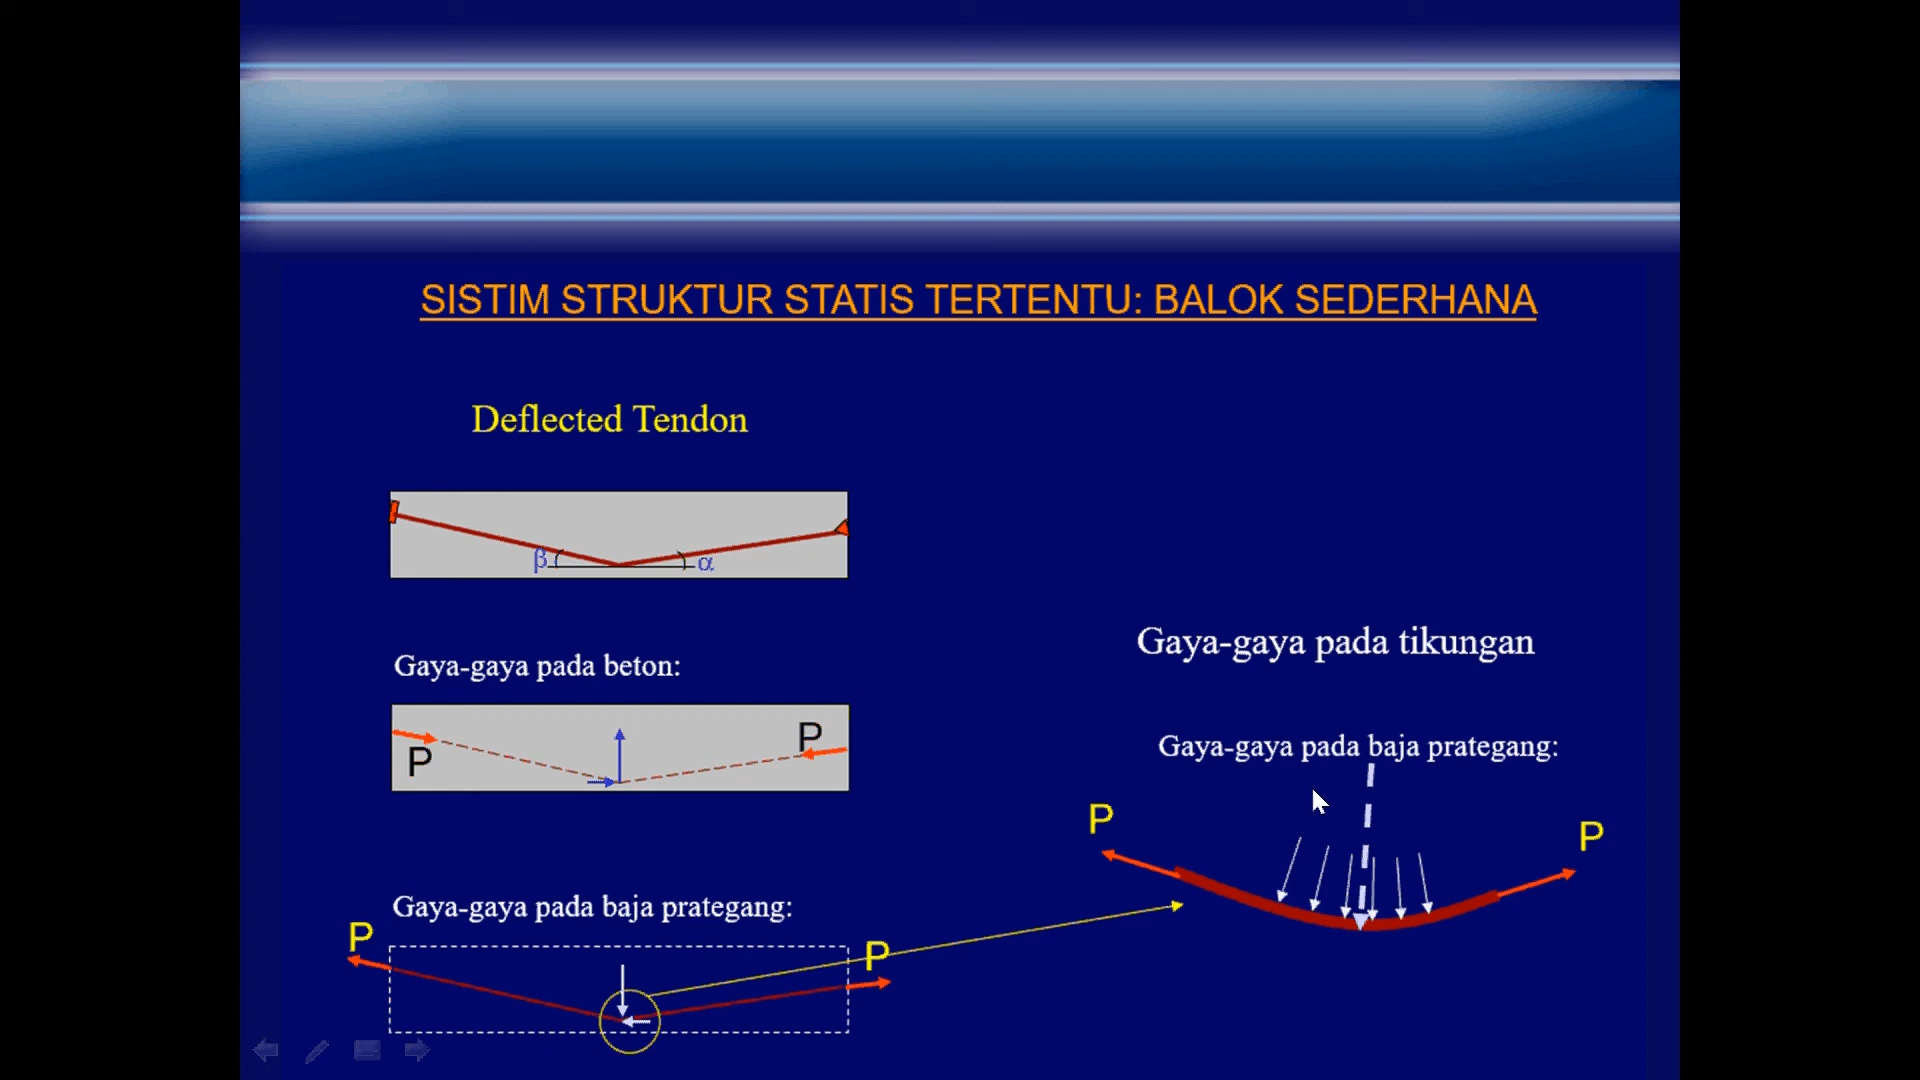 SISTIM STRUKTUR STATIS TERTENTU: BALOK SEDERHANA
Deflected Tendon
β
α
Gaya-gaya pada beton:
P
P
Gaya-gaya pada baja prategang:
P
P
Gaya-gaya pada tikungan
Gaya-gaya pada baja prategang:
P
P